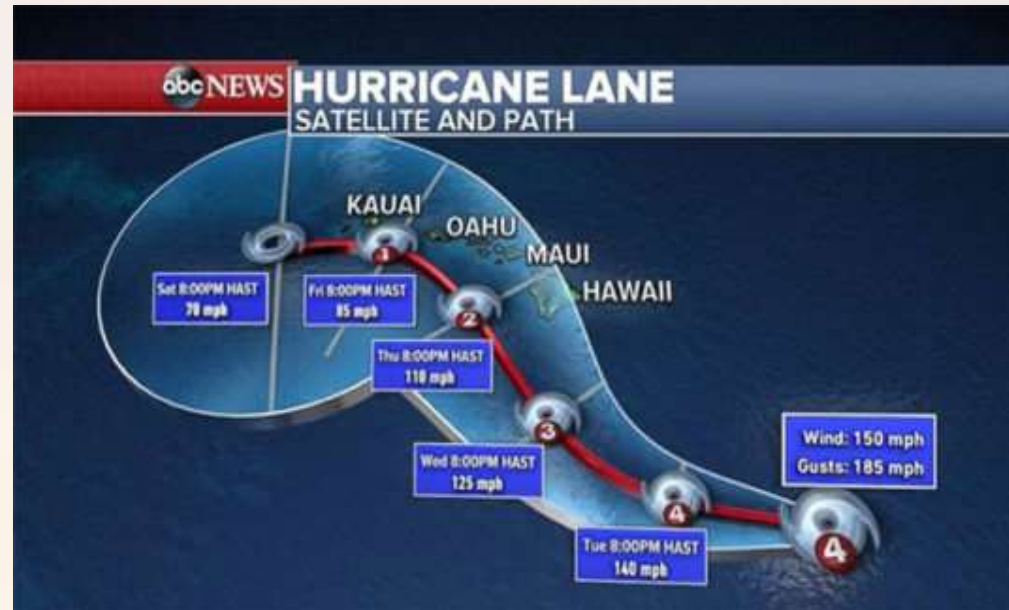 abc NEWS
HURRICANE LANE
SATELLITE AND PATH
KAUAI
OAHU
MAUI
HAWAII
1
2
3
4
4
Sat 8:00PM HAST
70 mph
Fri 8:00PM HAST
85 mph
Thu 8:00PM HAST
110 mph
Wed 8:00PM HAST
125 mph
Tue 8:00PM HAST
140 mph
Wind: 150 mph
Gusts: 185 mph